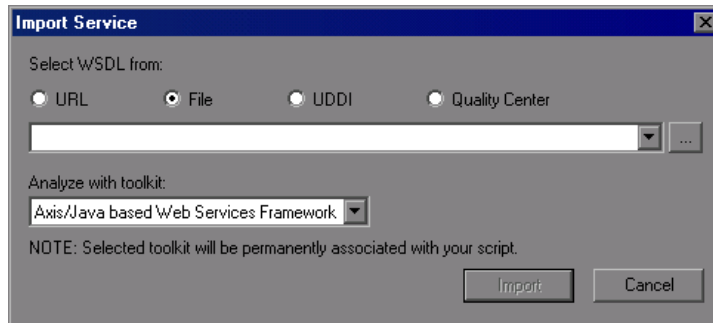 Import Service
Select WSDL from:
URL File UDDI Quality Center
...
Analyze with toolkit:
Axis/Java based Web Services Framework
NOTE: Selected toolkit will be permanently associated with your script.
Import Cancel